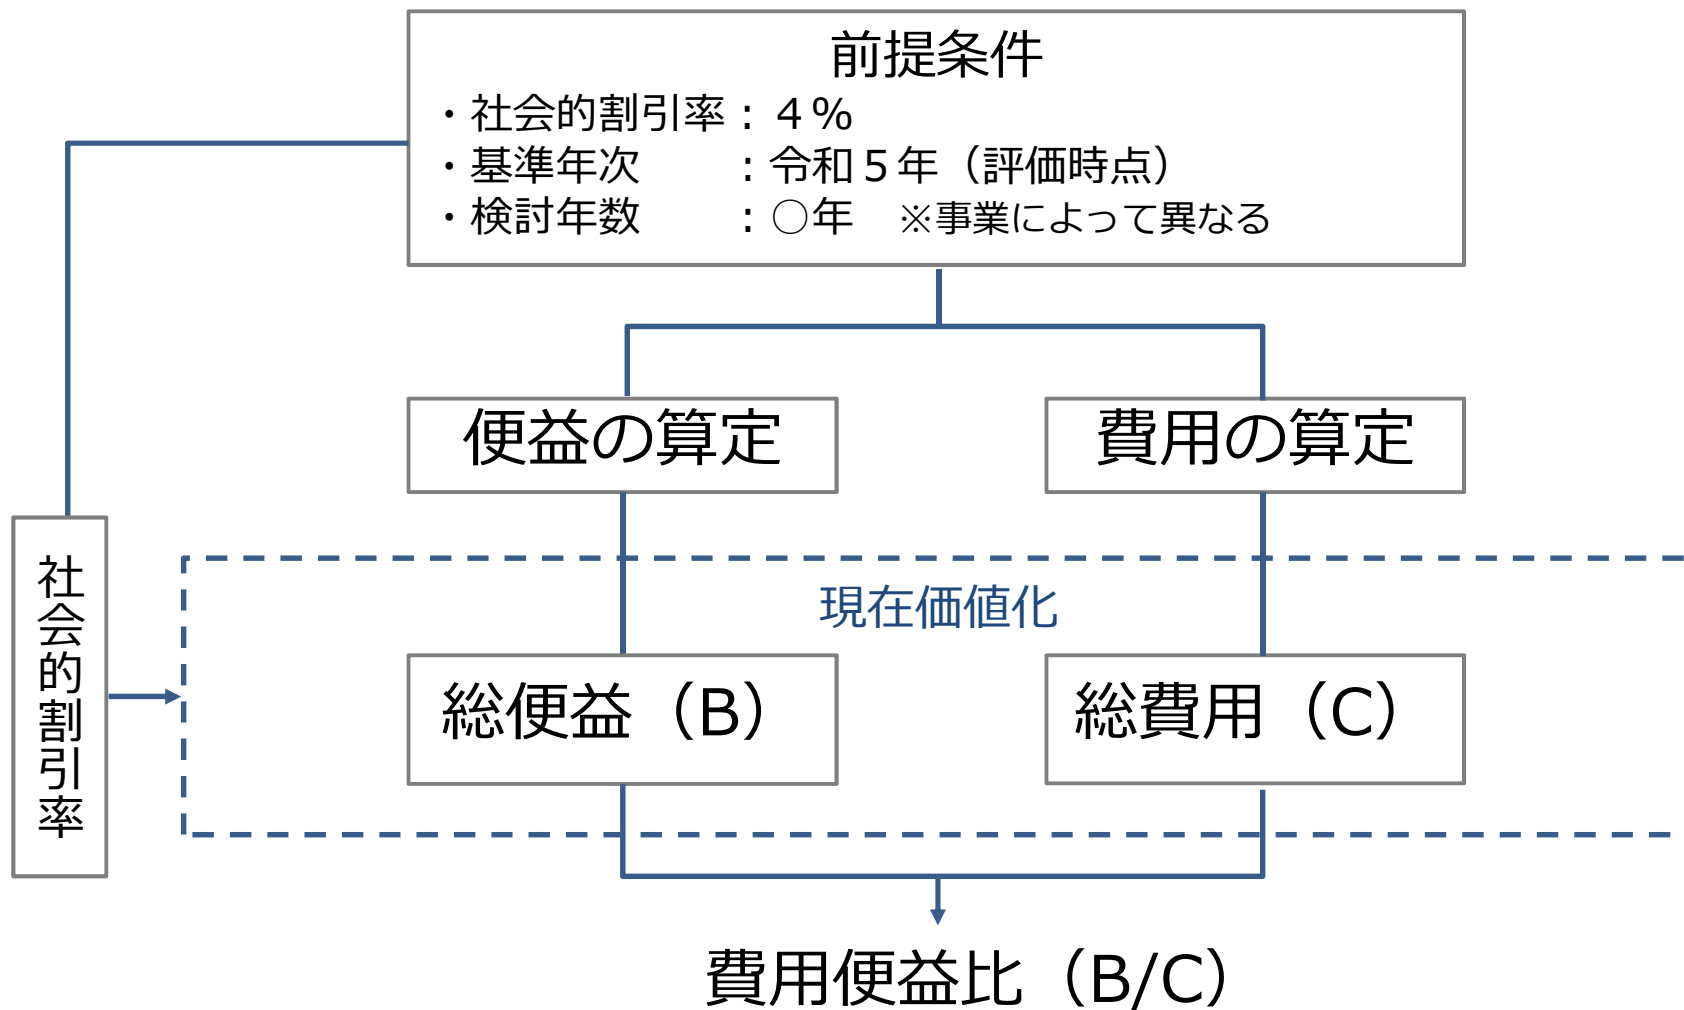 前提条件
・社会的割引率：４％
・基準年次　　：令和５年（評価時点）
・検討年数　　：○年　※事業によって異なる
便益の算定
費用の算定
社会的割引率
現在価値化
総便益（B）
総費用（C）
費用便益比（B/C）